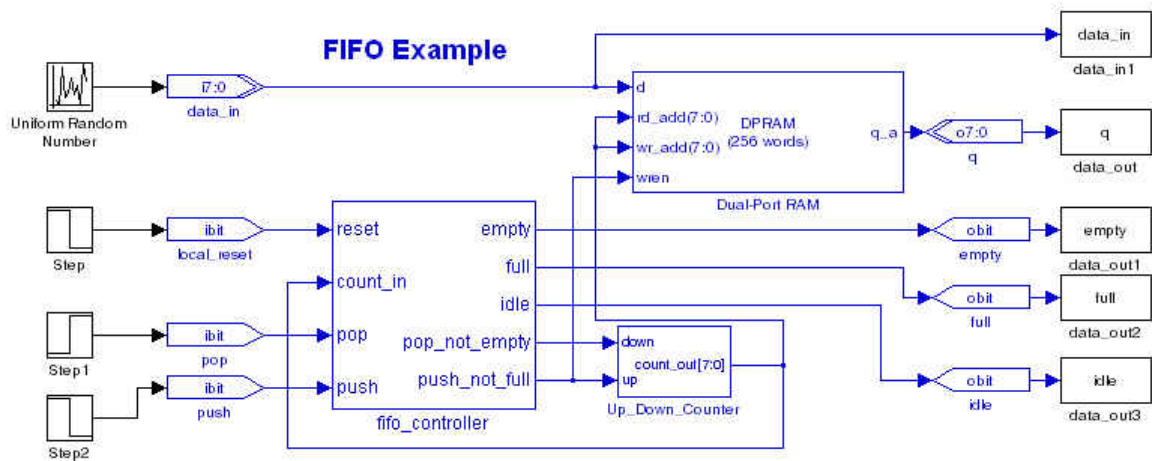 FIFO Example
data_in
data_in1
i7:0
data_in
Uniform Random
Number
d
rd_add(7:0)
wr_add(7:0)
wren
DPRAM
(256 words)
q_a
Dual-Port RAM
o7:0
q
q
data_out
Step
ibit
local_reset
reset
count_in
pop
push
empty
full
idle
pop_not_empty
push_not_full
fifo_controller
obit
empty
empty
data_out1
obit
full
full
data_out2
Step1
ibit
pop
down
count_out[7:0]
up
Up_Down_Counter
obit
idle
idle
data_out3
Step2
ibit
push